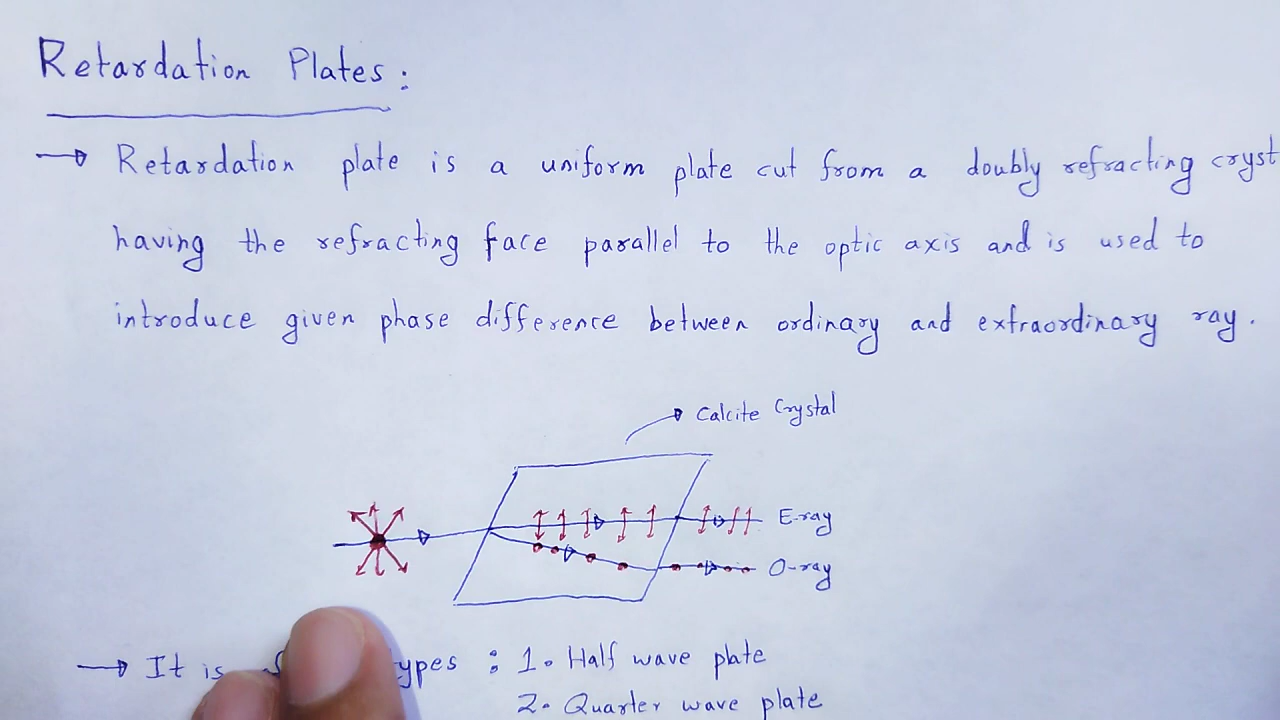 Retardation Plates :
→ Retardation plate is a uniform plate cut from a doubly refracting cryst
having the refracting face parallel to the optic axis and is used to
introduce given phase difference between ordinary and extraordinary ray.
→ Calcite Crystal
E-ray
O-ray
→ It is ypes : 1. Half wave plate
2. Quarter wave plate